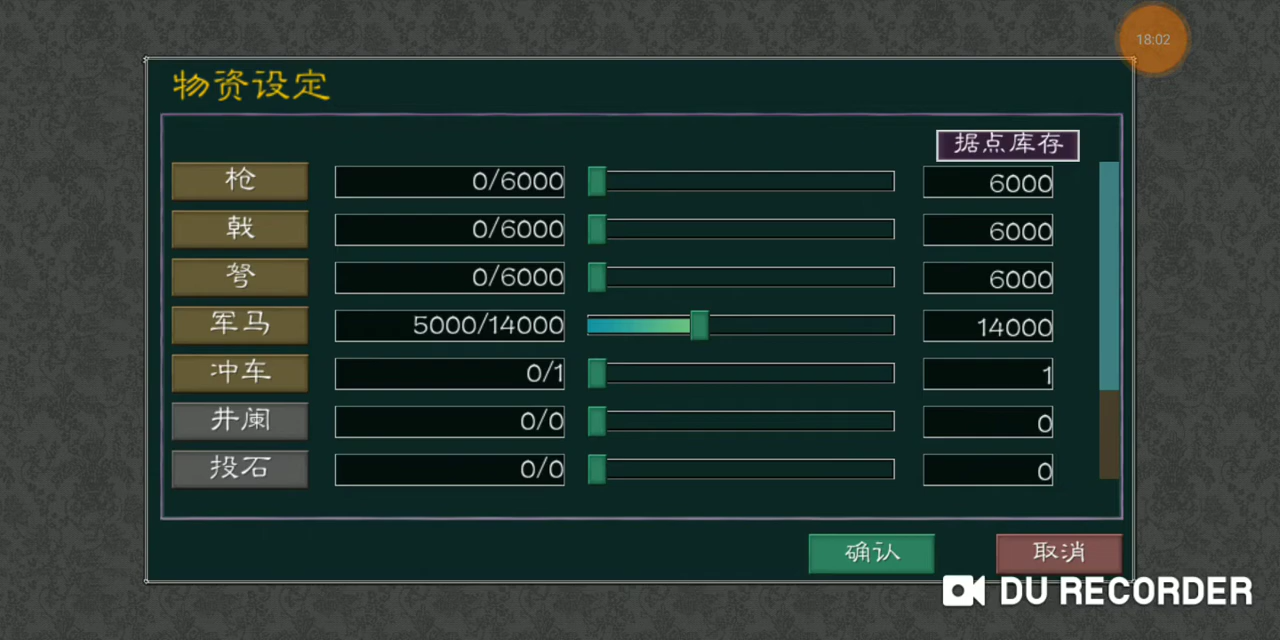 18:02
物资设定
据点库存
枪 0/6000 6000
戟 0/6000 6000
弩 0/6000 6000
军马 5000/14000 14000
冲车 0/1 1
井阑 0/0 0
投石 0/0 0
确认 取消
DU RECORDER